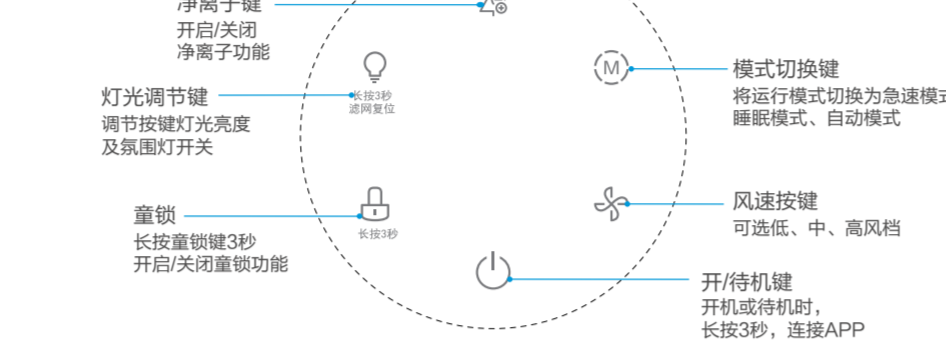 净离子键
开启/关闭
净离子功能
灯光调节键
调节按键灯光亮度
及氛围灯开关
长按3秒
滤网复位
童锁
长按童锁键3秒
开启/关闭童锁功能
长按3秒
M
模式切换键
将运行模式切换为急速模式
睡眠模式、自动模式
风速按键
可选低、中、高风档
开/待机键
开机或待机时，
长按3秒，连接APP